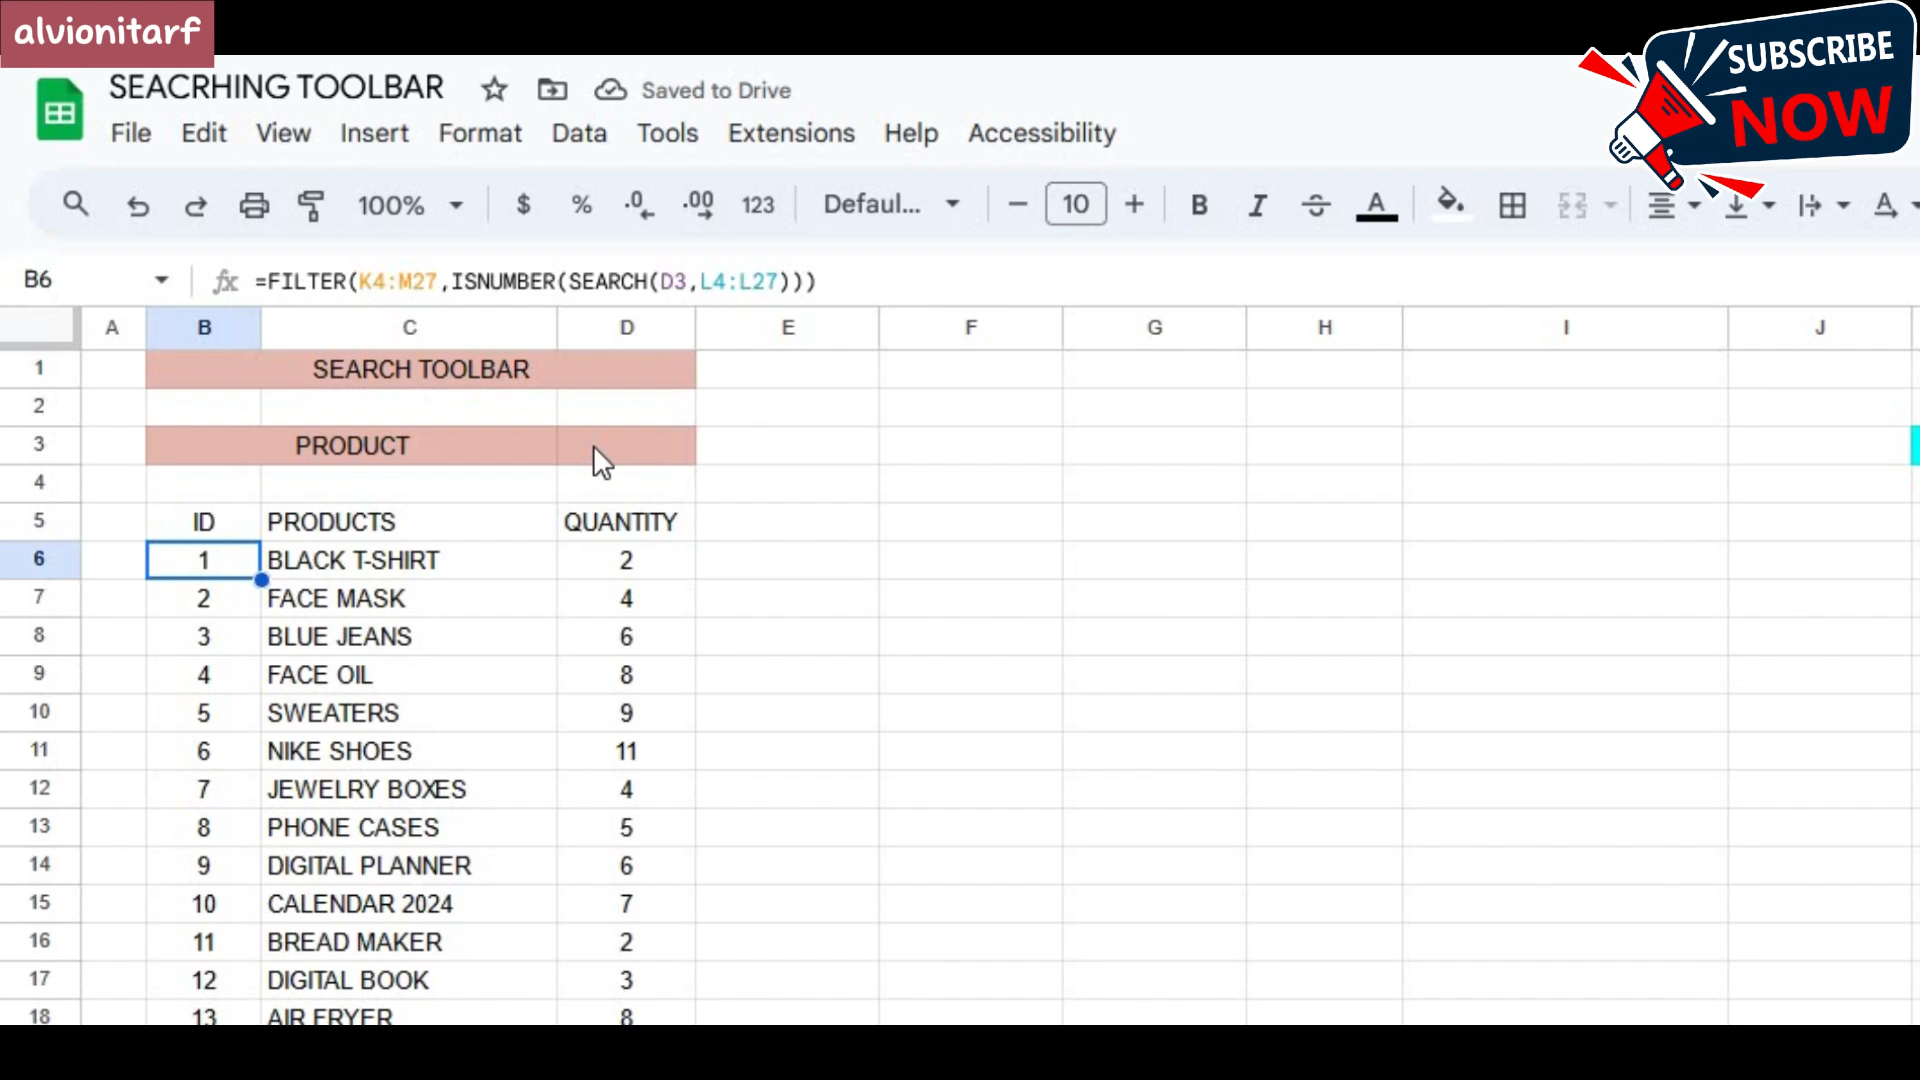 alvionitarf
SUBSCRIBE
NOW
SEACRHING TOOLBAR Saved to Drive
File Edit View Insert Format Data Tools Extensions Help Accessibility
100% $ % .0 .00 123 Defaul... 10 B I S A A
B6 fx =FILTER(K4:M27,ISNUMBER(SEARCH(D3,L4:L27)))
A B C D E F G H I J
1 SEARCH TOOLBAR
2
3 PRODUCT
4
5 ID PRODUCTS QUANTITY
6 1 BLACK T-SHIRT 2
7 2 FACE MASK 4
8 3 BLUE JEANS 6
9 4 FACE OIL 8
10 5 SWEATERS 9
11 6 NIKE SHOES 11
12 7 JEWELRY BOXES 4
13 8 PHONE CASES 5
14 9 DIGITAL PLANNER 6
15 10 CALENDAR 2024 7
16 11 BREAD MAKER 2
17 12 DIGITAL BOOK 3
18 13 AIR FRYER 8